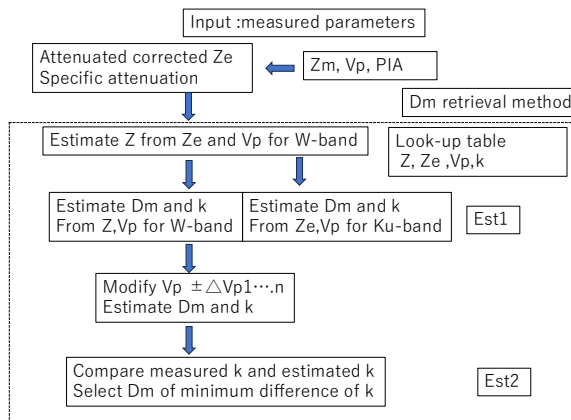 Input :measured parameters
Attenuated corrected Ze
Specific attenuation
Zm, Vp, PIA
Dm retrieval method
Estimate Z from Ze and Vp for W-band
Look-up table
Z, Ze ,Vp,k
Estimate Dm and k
From Z,Vp for W-band
Estimate Dm and k
From Ze,Vp for Ku-band
Est1
Modify Vp ±△Vp1⋯.n
Estimate Dm and k
Compare measured k and estimated k
Select Dm of minimum difference of k
Est2